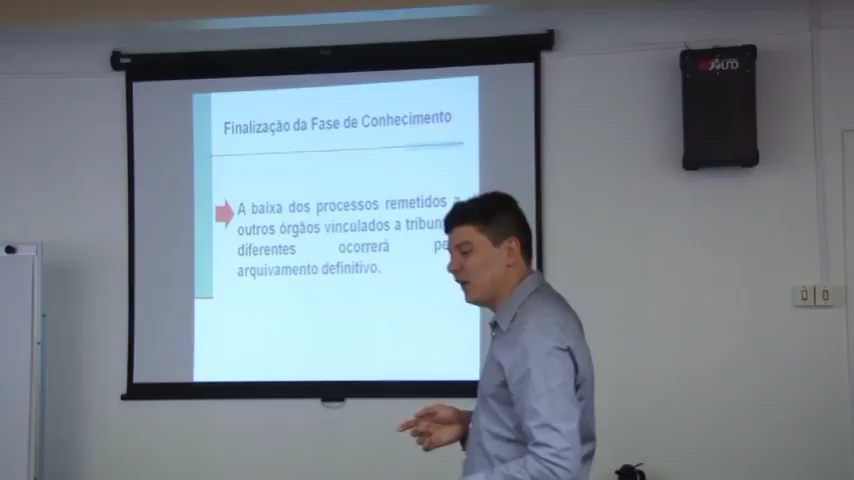 Finalização da Fase de Conhecimento
A baixa dos processos remetidos a
outros órgãos vinculados a
diferentes ocorrerá
arquivamento definitivo.